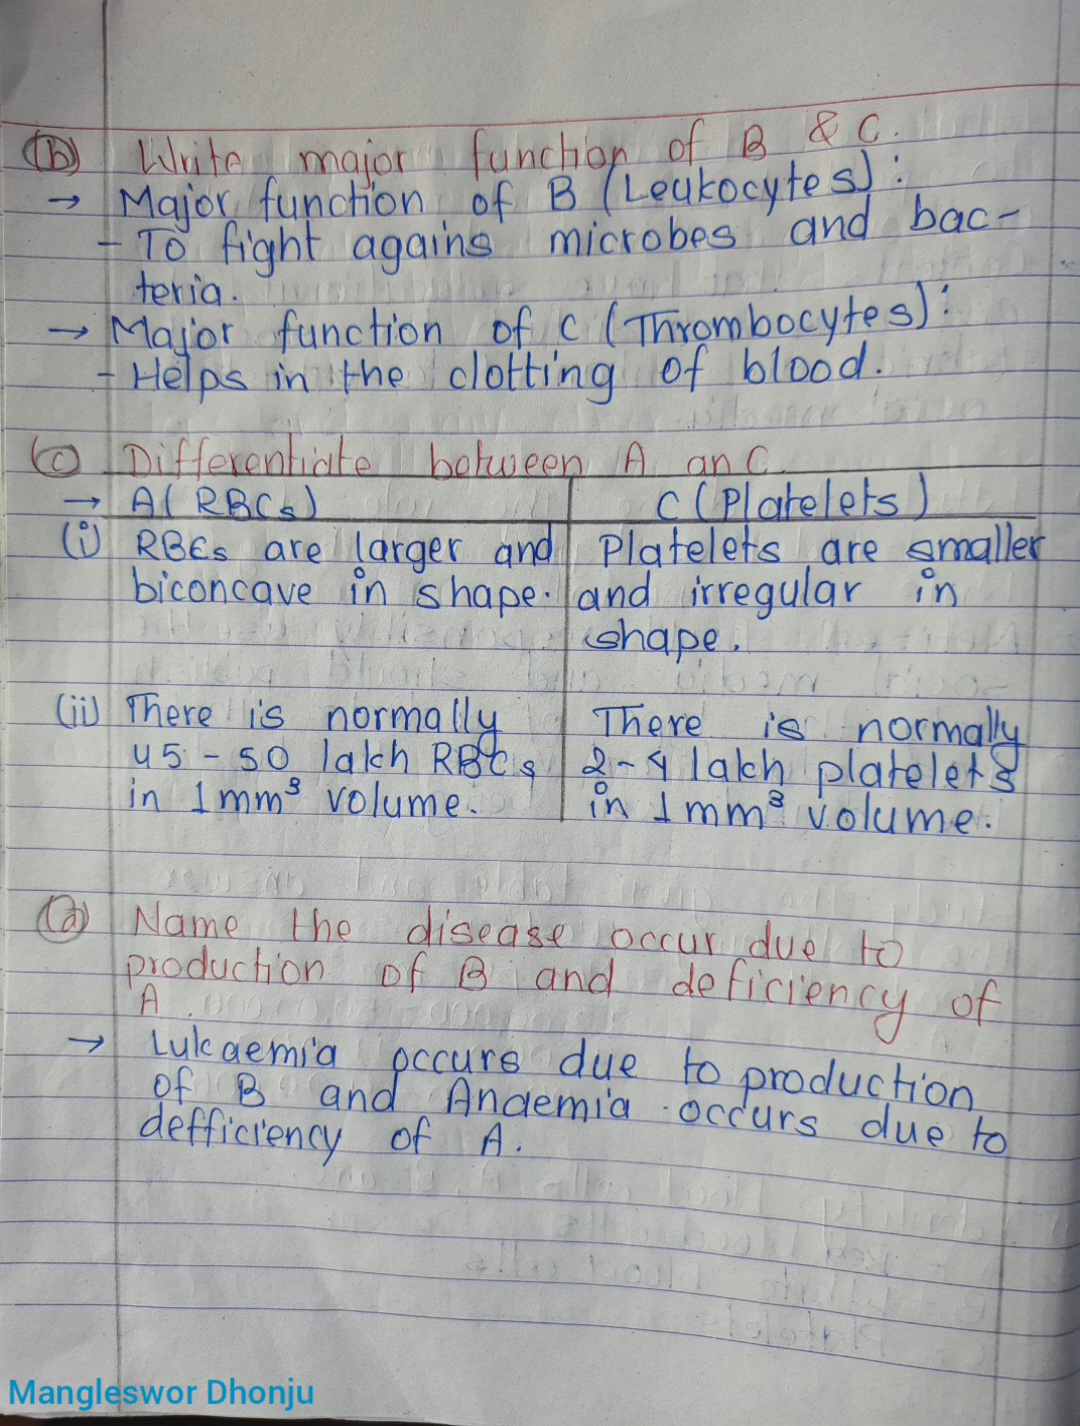 (b) Write major function of B & C.
→ Major function of B (Leukocytes):
- To fight agains microbes and bac-
teria.
→ Major function of C (Thrombocytes):
- Helps in the clotting of blood.
(c) Differentiate between A an C.
→ A(RBCs) C (Platelets)
(i) RBCs are larger and Platelets are smaller
biconcave in shape. and irregular in
shape.
(ii) There is normally There is normally
45-50 lakh RBCs 2-4 lakh platelets
in 1mm³ volume. in 1mm³ volume.
(d) Name the disease occur due to
production of B and deficiency of
A.
→ Lukaemia occurs due to production
of B and Anaemia occurs due to
defficiency of A.
Mangleswor Dhonju